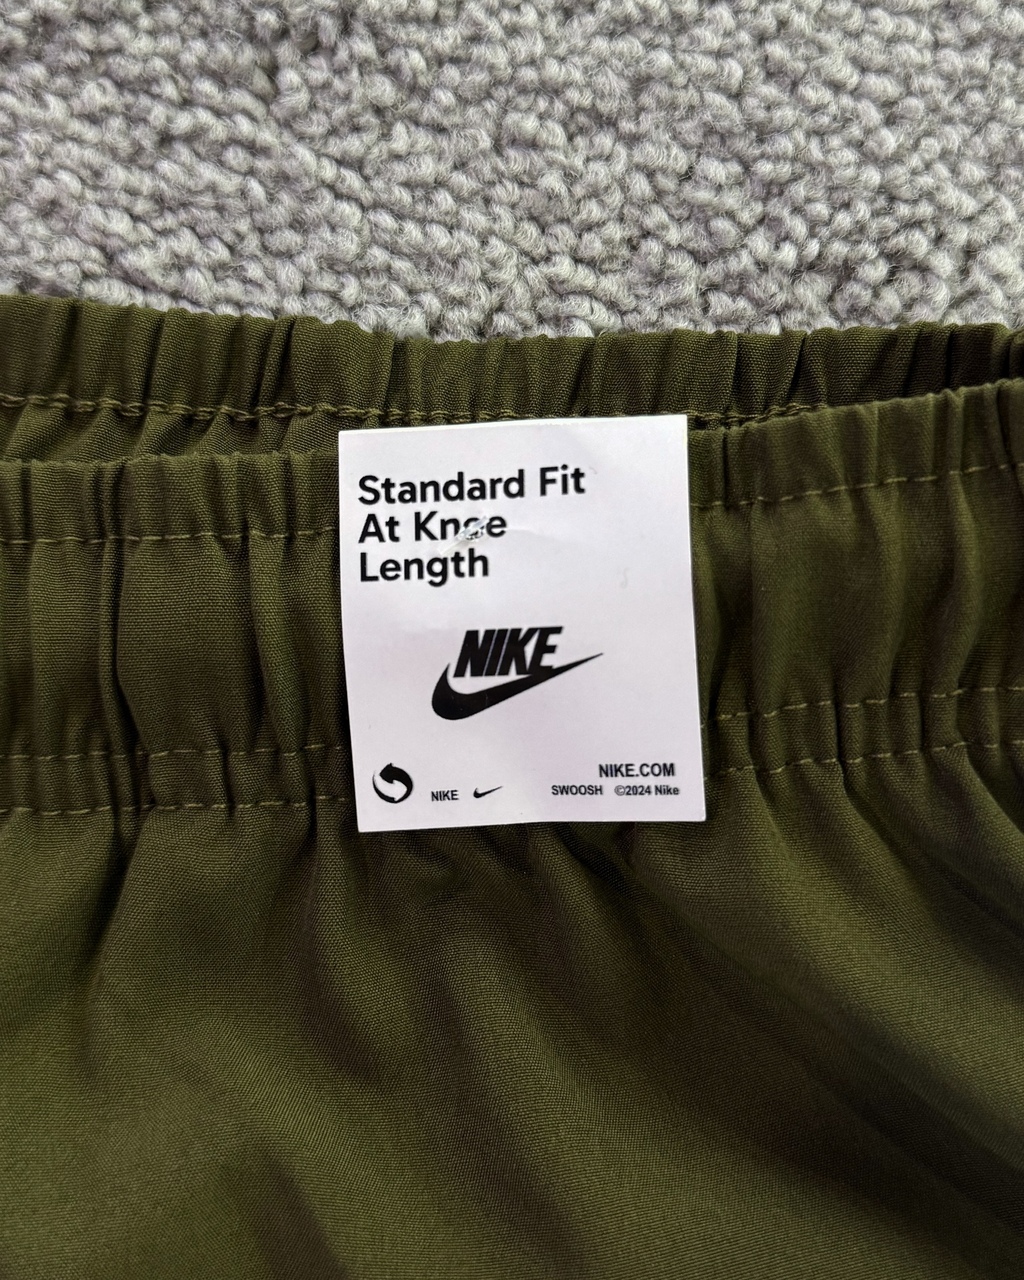 Standard Fit
At Knee
Length
NIKE
NIKE.COM
NIKE SWOOSH ©2024 Nike